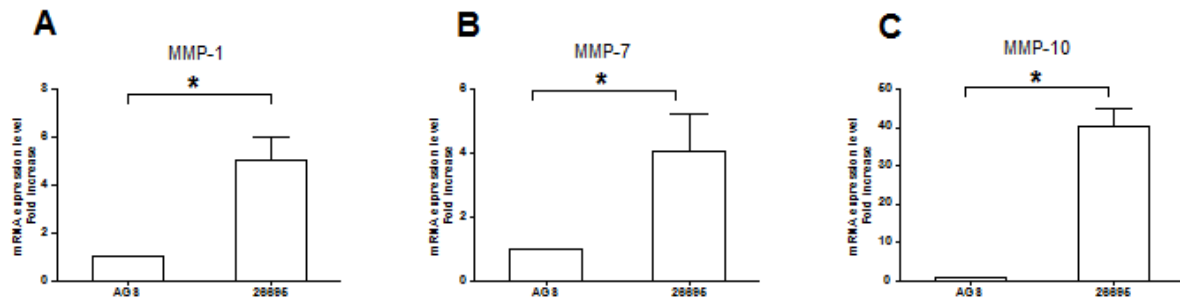 A
MMP-1
*
mRNA expression level
Fold increase
8
6
4
2
0
AGS
26695
B
MMP-7
*
mRNA expression level
Fold increase
6
4
2
0
AGS
26695
C
MMP-10
*
mRNA expression level
Fold increase
50
40
30
20
10
0
AGS
26695